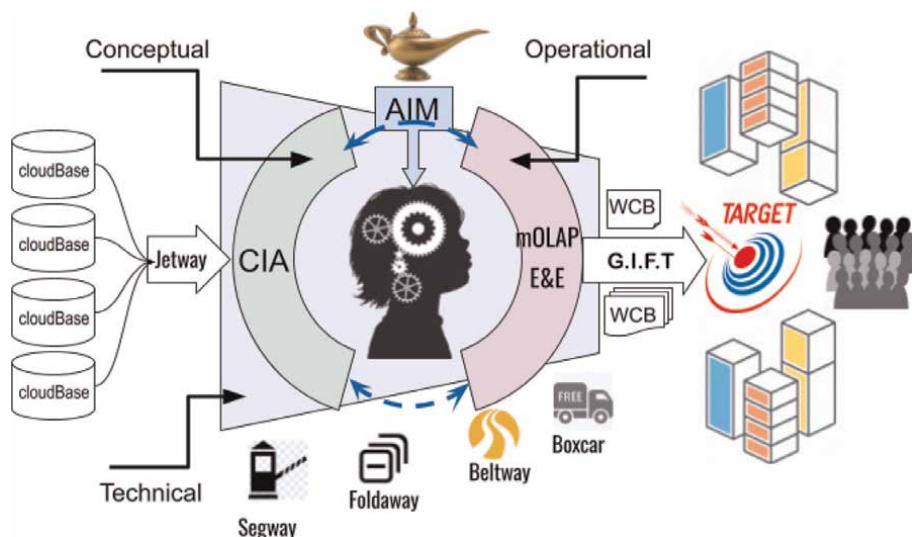 Conceptual
Operational
AIM
cloudBase
cloudBase
cloudBase
cloudBase
Jetway
CIA
mOLAP
E&E
WCB
G.I.F.T
WCB
TARGET
Technical
Segway
Foldaway
Beltway
FREE
Boxcar